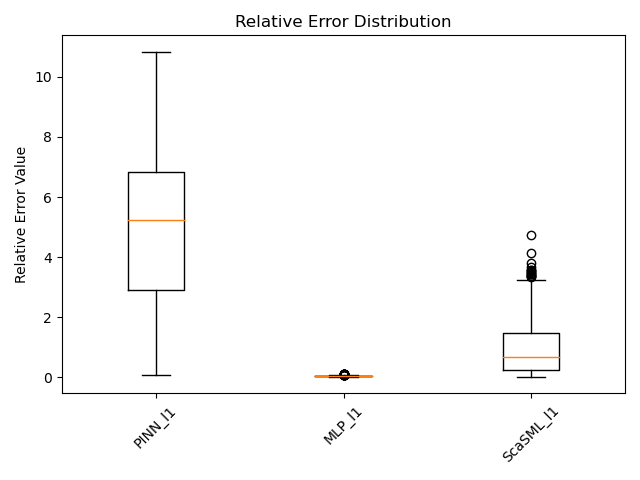 Relative Error Distribution
Relative Error Value
10
8
6
4
2
0
PINN_l1
MLP_l1
ScaSML_l1